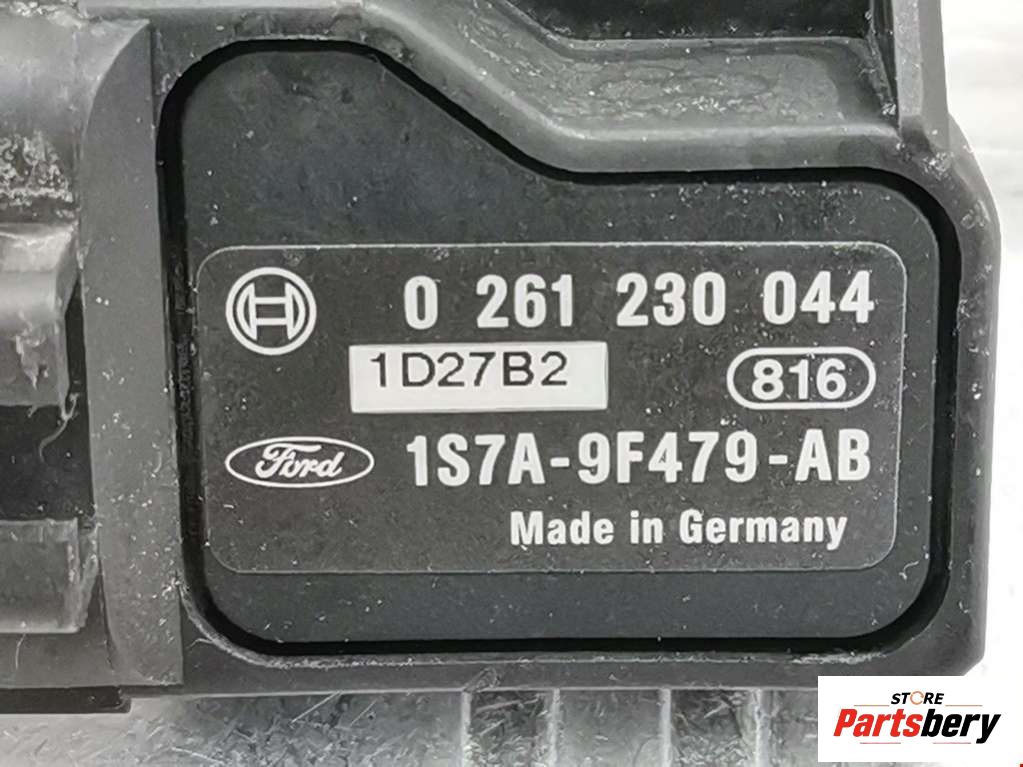 0 261 230 044
1D27B2
816
Ford
1S7A-9F479-AB
Made in Germany
STORE
Partsbery